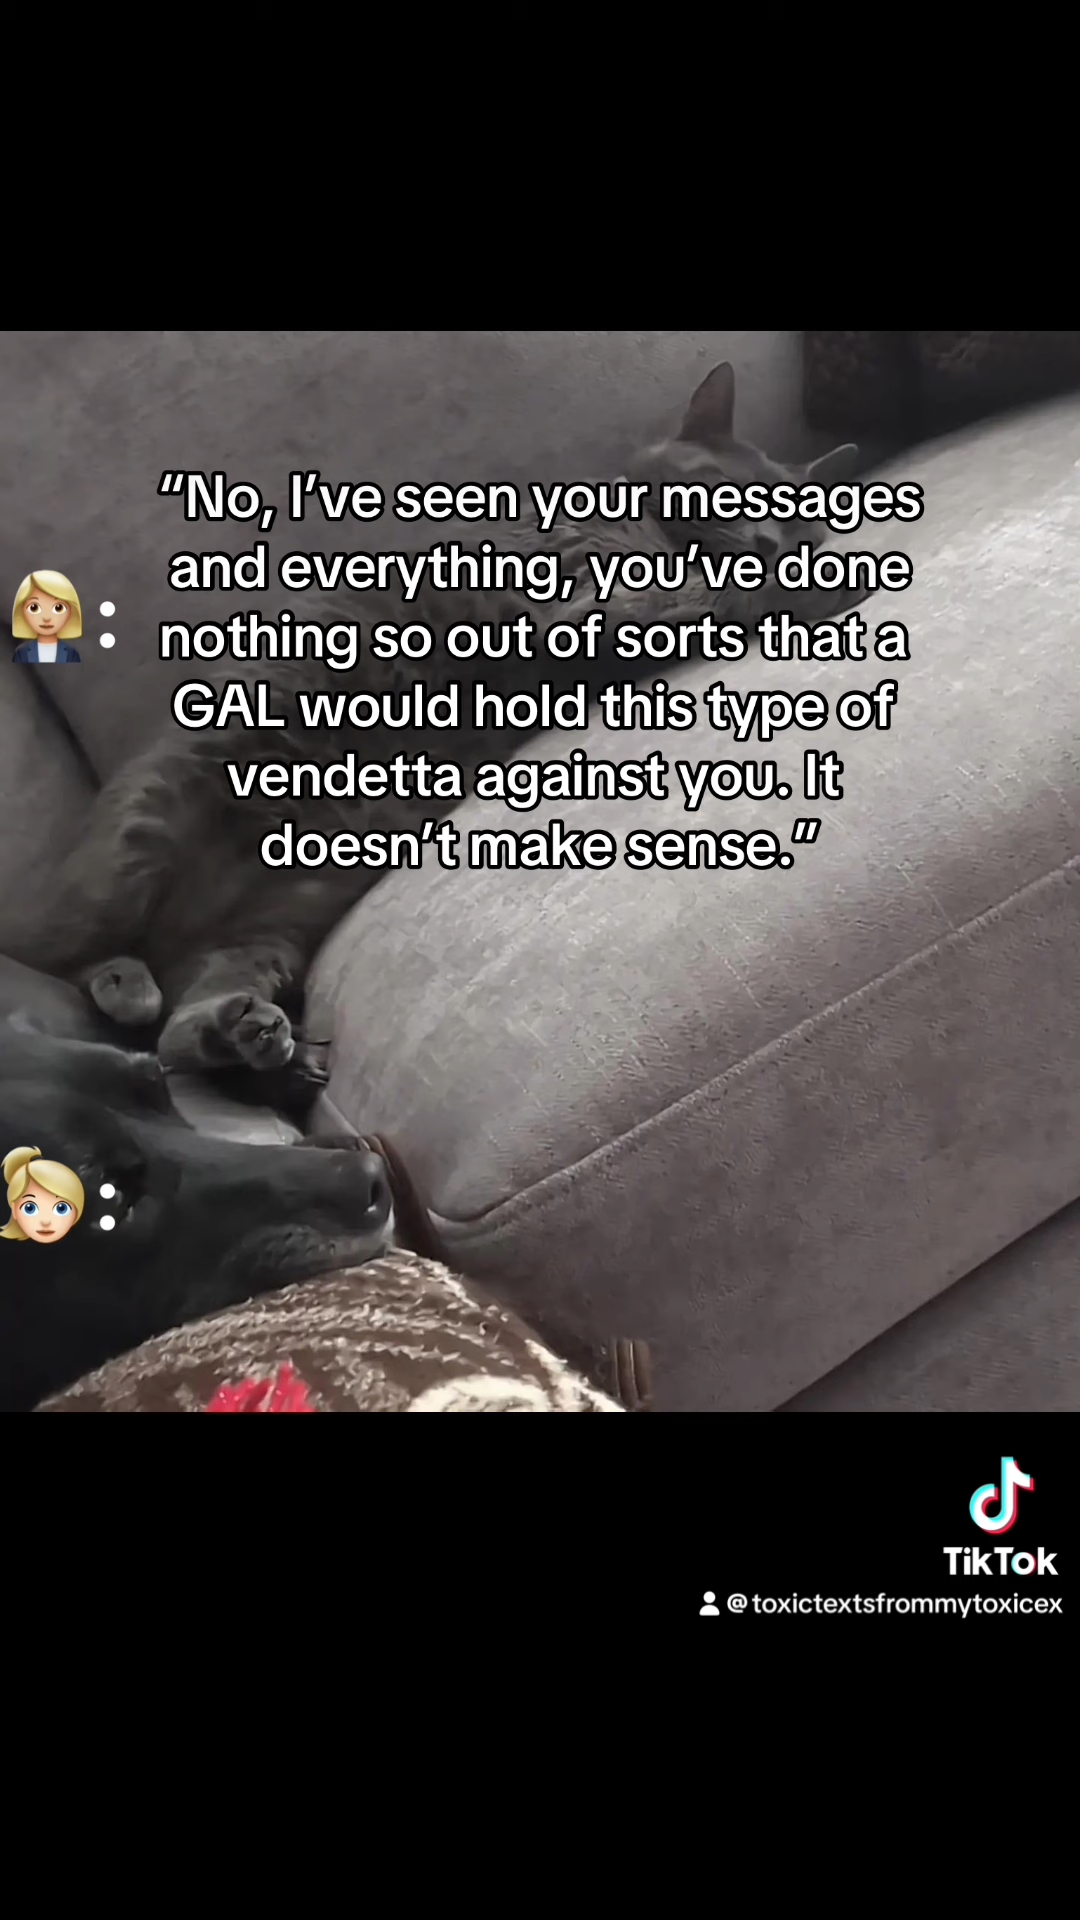 “No, I’ve seen your messages
and everything, you’ve done
nothing so out of sorts that a
GAL would hold this type of
vendetta against you. It
doesn’t make sense.”
:
:
TikTok
@toxictextsfrommytoxicex